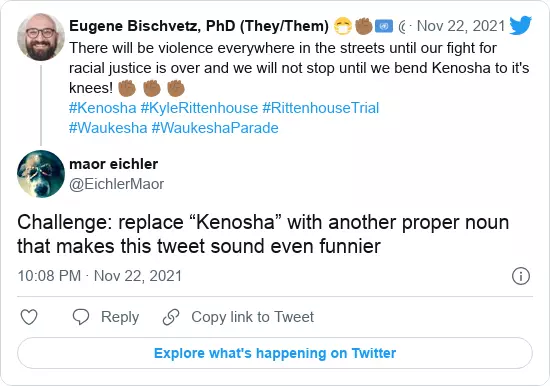 Eugene Bischvetz, PhD (They/Them) 😷✊🏾🇺🇳 @· Nov 22, 2021
There will be violence everywhere in the streets until our fight for
racial justice is over and we will not stop until we bend Kenosha to it's
knees! ✊🏾 ✊🏾 ✊🏾
#Kenosha #KyleRittenhouse #RittenhouseTrial
#Waukesha #WaukeshaParade
maor eichler
@EichlerMaor
Challenge: replace “Kenosha” with another proper noun
that makes this tweet sound even funnier
10:08 PM · Nov 22, 2021
Reply
Copy link to Tweet
Explore what's happening on Twitter